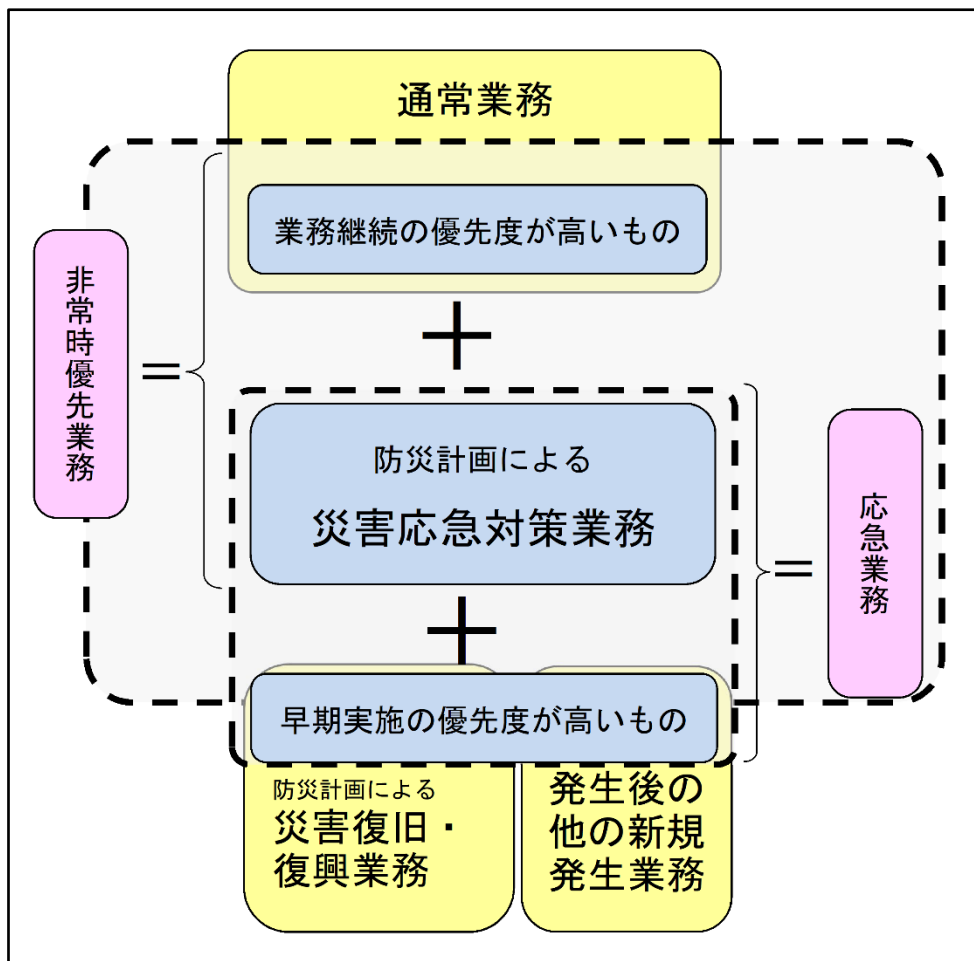 通常業務
業務継続の優先度が高いもの
＋
非常時優先業務
＝
防災計画による
災害応急対策業務
＝
応急業務
＋
早期実施の優先度が高いもの
防災計画による
災害復旧・
復興業務
発生後の
他の新規
発生業務